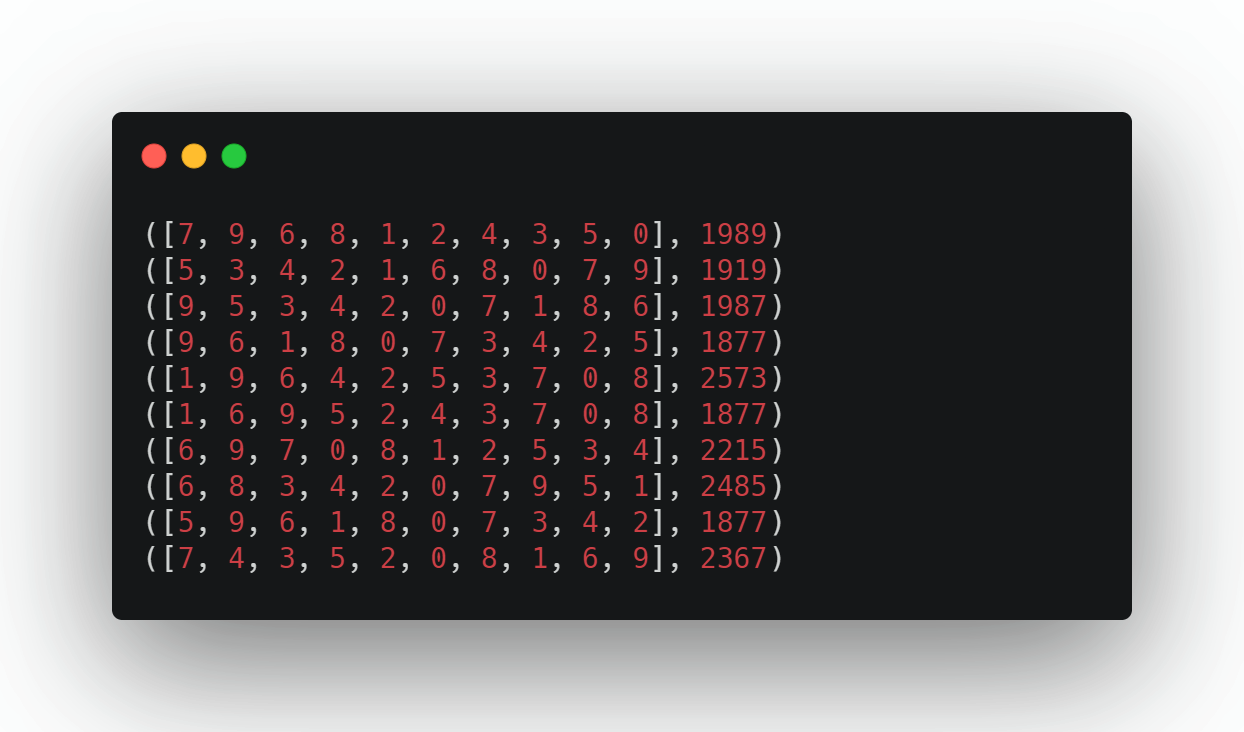 ([7, 9, 6, 8, 1, 2, 4, 3, 5, 0], 1989)
([5, 3, 4, 2, 1, 6, 8, 0, 7, 9], 1919)
([9, 5, 3, 4, 2, 0, 7, 1, 8, 6], 1987)
([9, 6, 1, 8, 0, 7, 3, 4, 2, 5], 1877)
([1, 9, 6, 4, 2, 5, 3, 7, 0, 8], 2573)
([1, 6, 9, 5, 2, 4, 3, 7, 0, 8], 1877)
([6, 9, 7, 0, 8, 1, 2, 5, 3, 4], 2215)
([6, 8, 3, 4, 2, 0, 7, 9, 5, 1], 2485)
([5, 9, 6, 1, 8, 0, 7, 3, 4, 2], 1877)
([7, 4, 3, 5, 2, 0, 8, 1, 6, 9], 2367)